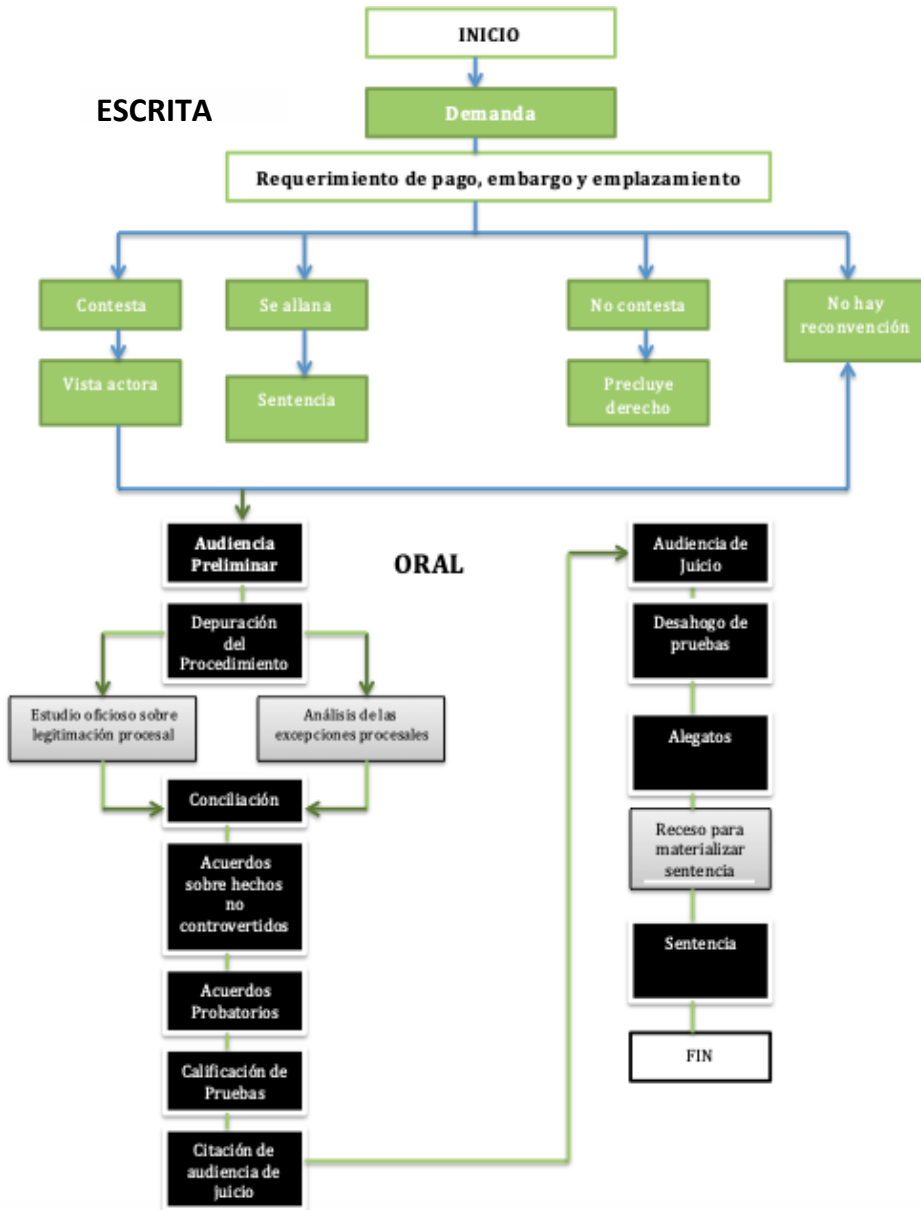 INICIO
ESCRITA
Demanda
Requerimiento de pago, embargo y emplazamiento
Contesta
Se allana
No contesta
No hay
reconvención
Vista actora
Sentencia
Precluye
derecho
Audiencia
Preliminar
ORAL
Depuración
del
Procedimiento
Estudio oficioso sobre
legitimación procesal
Análisis de las
excepciones procesales
Conciliación
Acuerdos
sobre hechos
no
controvertidos
Acuerdos
Probatorios
Calificación de
Pruebas
Citación de
audiencia de
juicio
Audiencia de
Juicio
Desahogo de
pruebas
Alegatos
Receso para
materializar
sentencia
Sentencia
FIN